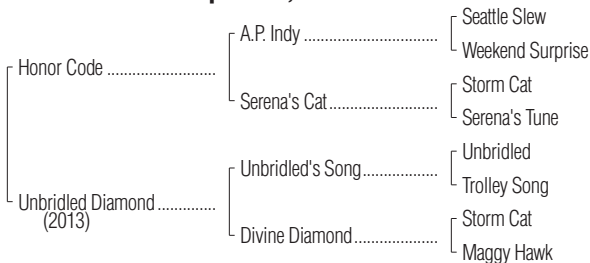 Seattle Slew
A.P. Indy
Weekend Surprise
Honor Code
Storm Cat
Serena's Cat
Serena's Tune
Unbridled
Unbridled's Song
Trolley Song
Unbridled Diamond
(2013)
Storm Cat
Divine Diamond
Maggy Hawk